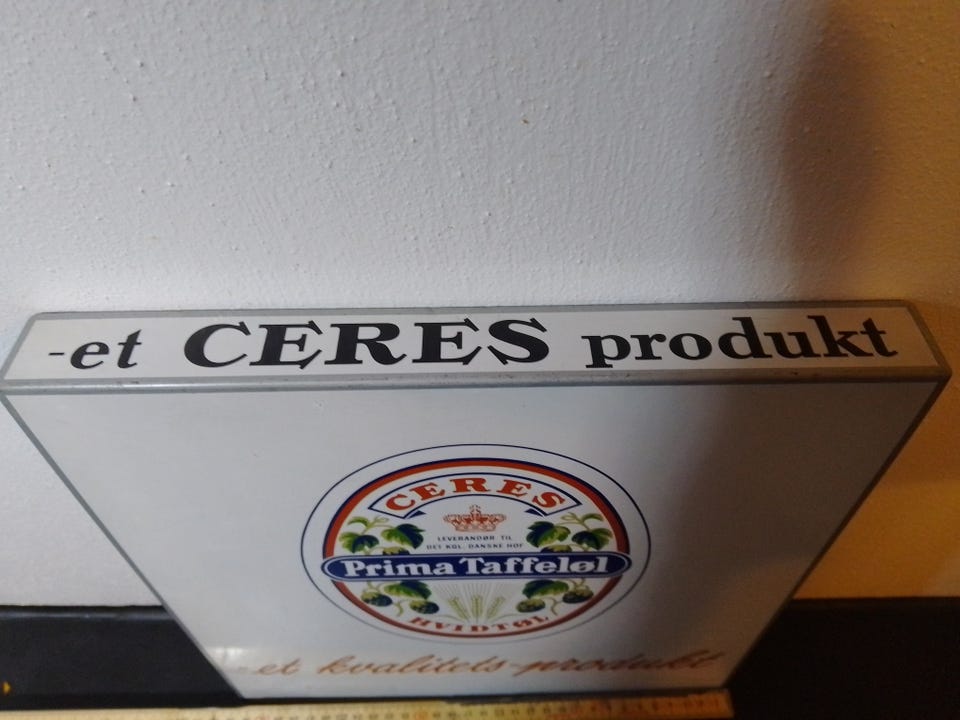 -et CERES produkt
CERES
LEVERANDØR TIL
DET KGL. DANSKE HOF
Prima Taffeløl
HVIDTØL
-et kvalitets-produkt